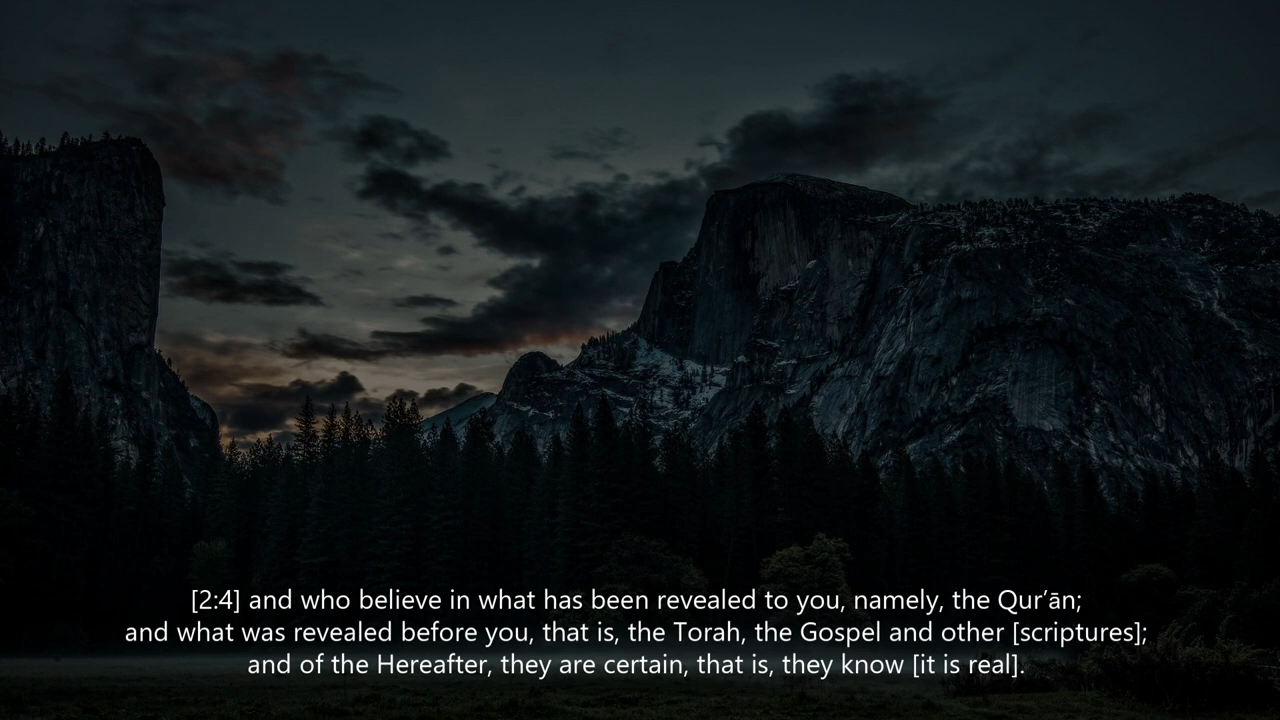 [2:4] and who believe in what has been revealed to you, namely, the Qur’ān;
and what was revealed before you, that is, the Torah, the Gospel and other [scriptures];
and of the Hereafter, they are certain, that is, they know [it is real].